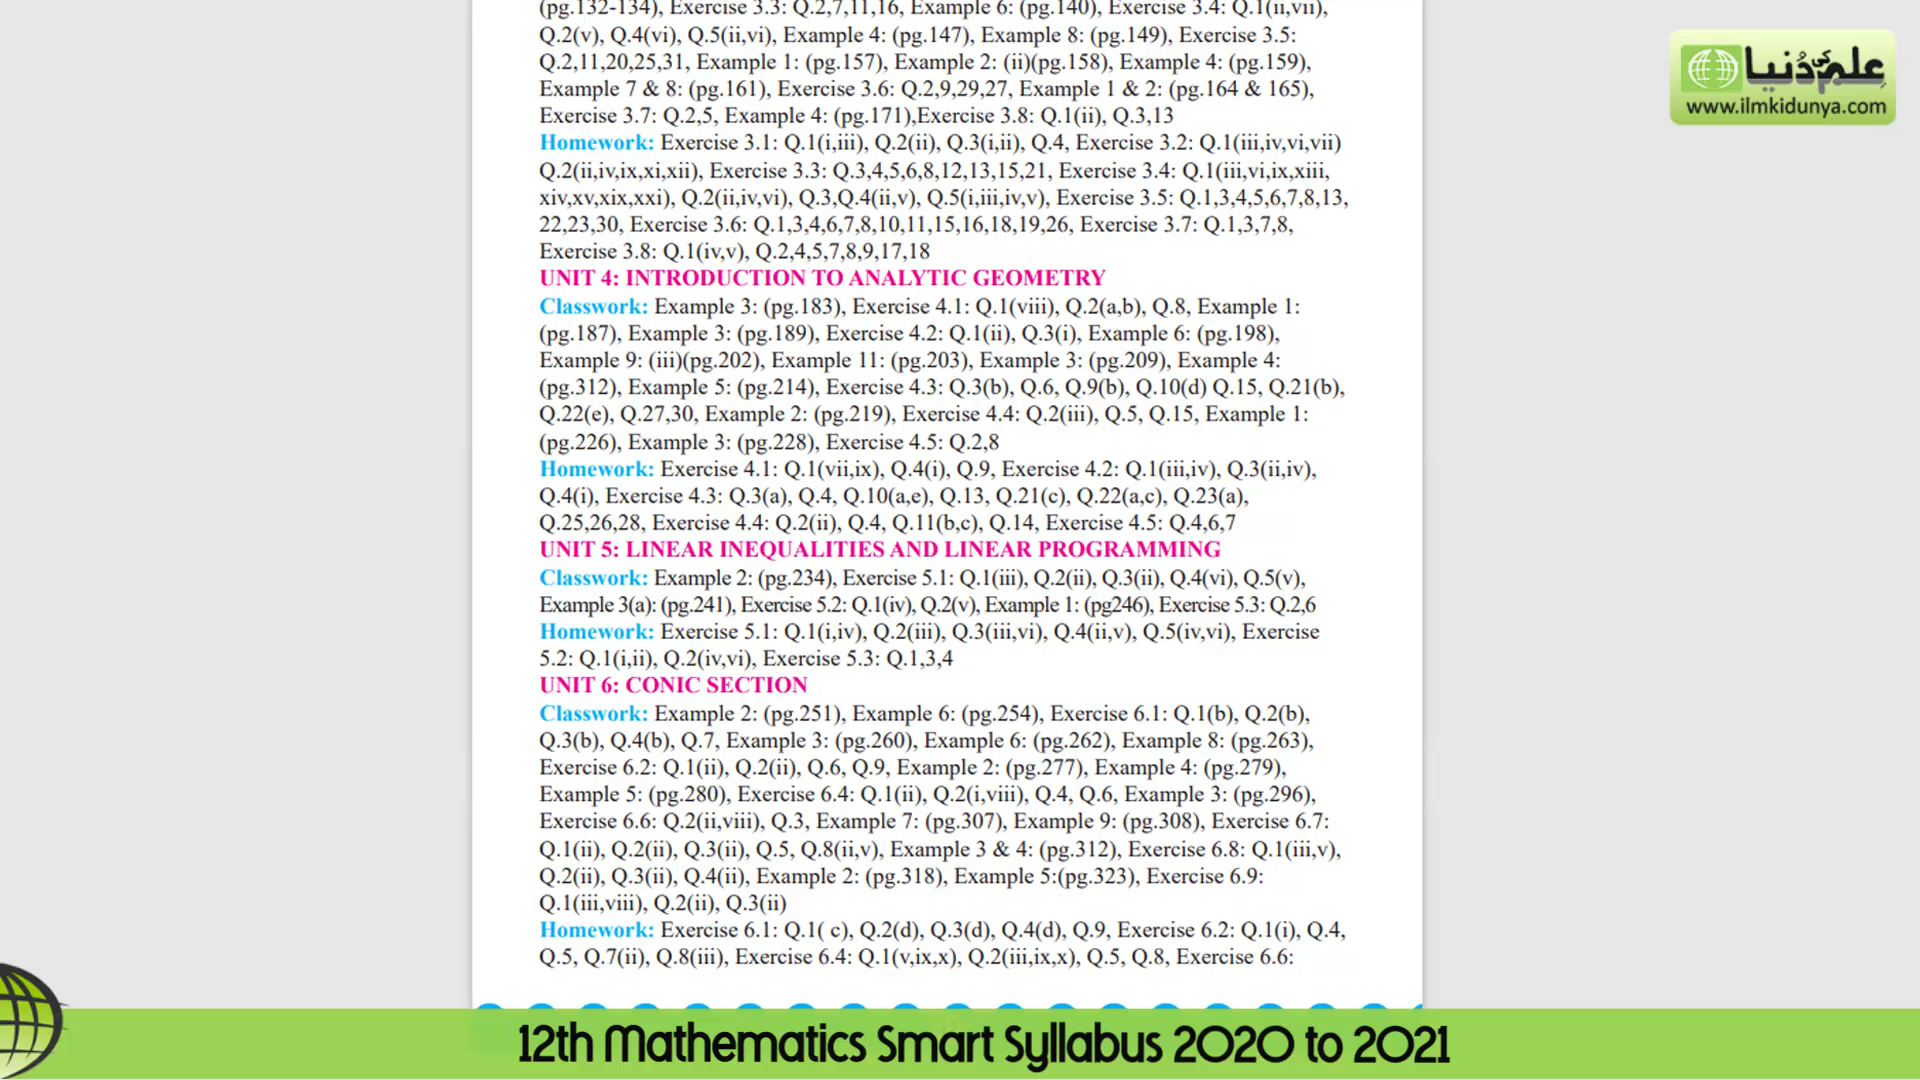 (pg.132-134), Exercise 3.3: Q.2,7,11,16, Example 6: (pg.140), Exercise 3.4: Q.1(ii,vii),
Q.2(v), Q.4(vi), Q.5(ii,vi), Example 4: (pg.147), Example 8: (pg.149), Exercise 3.5:
Q.2,11,20,25,31, Example 1: (pg.157), Example 2: (ii)(pg.158), Example 4: (pg.159),
Example 7 & 8: (pg.161), Exercise 3.6: Q.2,9,29,27, Example 1 & 2: (pg.164 & 165),
Exercise 3.7: Q.2,5, Example 4: (pg.171),Exercise 3.8: Q.1(ii), Q.3,13
Homework: Exercise 3.1: Q.1(i,iii), Q.2(ii), Q.3(i,ii), Q.4, Exercise 3.2: Q.1(iii,iv,vi,vii)
Q.2(ii,iv,ix,xi,xii), Exercise 3.3: Q.3,4,5,6,8,12,13,15,21, Exercise 3.4: Q.1(iii,vi,ix,xiii,
xiv,xv,xix,xxi), Q.2(ii,iv,vi), Q.3,Q.4(ii,v), Q.5(i,iii,iv,v), Exercise 3.5: Q.1,3,4,5,6,7,8,13,
22,23,30, Exercise 3.6: Q.1,3,4,6,7,8,10,11,15,16,18,19,26, Exercise 3.7: Q.1,3,7,8,
Exercise 3.8: Q.1(iv,v), Q.2,4,5,7,8,9,17,18
UNIT 4: INTRODUCTION TO ANALYTIC GEOMETRY
Classwork: Example 3: (pg.183), Exercise 4.1: Q.1(viii), Q.2(a,b), Q.8, Example 1:
(pg.187), Example 3: (pg.189), Exercise 4.2: Q.1(ii), Q.3(i), Example 6: (pg.198),
Example 9: (iii)(pg.202), Example 11: (pg.203), Example 3: (pg.209), Example 4:
(pg.312), Example 5: (pg.214), Exercise 4.3: Q.3(b), Q.6, Q.9(b), Q.10(d) Q.15, Q.21(b),
Q.22(e), Q.27,30, Example 2: (pg.219), Exercise 4.4: Q.2(iii), Q.5, Q.15, Example 1:
(pg.226), Example 3: (pg.228), Exercise 4.5: Q.2,8
Homework: Exercise 4.1: Q.1(vii,ix), Q.4(i), Q.9, Exercise 4.2: Q.1(iii,iv), Q.3(ii,iv),
Q.4(i), Exercise 4.3: Q.3(a), Q.4, Q.10(a,e), Q.13, Q.21(c), Q.22(a,c), Q.23(a),
Q.25,26,28, Exercise 4.4: Q.2(ii), Q.4, Q.11(b,c), Q.14, Exercise 4.5: Q.4,6,7
UNIT 5: LINEAR INEQUALITIES AND LINEAR PROGRAMMING
Classwork: Example 2: (pg.234), Exercise 5.1: Q.1(iii), Q.2(ii), Q.3(ii), Q.4(vi), Q.5(v),
Example 3(a): (pg.241), Exercise 5.2: Q.1(iv), Q.2(v), Example 1: (pg246), Exercise 5.3: Q.2,6
Homework: Exercise 5.1: Q.1(i,iv), Q.2(iii), Q.3(iii,vi), Q.4(ii,v), Q.5(iv,vi), Exercise
5.2: Q.1(i,ii), Q.2(iv,vi), Exercise 5.3: Q.1,3,4
UNIT 6: CONIC SECTION
Classwork: Example 2: (pg.251), Example 6: (pg.254), Exercise 6.1: Q.1(b), Q.2(b),
Q.3(b), Q.4(b), Q.7, Example 3: (pg.260), Example 6: (pg.262), Example 8: (pg.263),
Exercise 6.2: Q.1(ii), Q.2(ii), Q.6, Q.9, Example 2: (pg.277), Example 4: (pg.279),
Example 5: (pg.280), Exercise 6.4: Q.1(ii), Q.2(i,viii), Q.4, Q.6, Example 3: (pg.296),
Exercise 6.6: Q.2(ii,viii), Q.3, Example 7: (pg.307), Example 9: (pg.308), Exercise 6.7:
Q.1(ii), Q.2(ii), Q.3(ii), Q.5, Q.8(ii,v), Example 3 & 4: (pg.312), Exercise 6.8: Q.1(iii,v),
Q.2(ii), Q.3(ii), Q.4(ii), Example 2: (pg.318), Example 5:(pg.323), Exercise 6.9:
Q.1(iii,viii), Q.2(ii), Q.3(ii)
Homework: Exercise 6.1: Q.1( c), Q.2(d), Q.3(d), Q.4(d), Q.9, Exercise 6.2: Q.1(i), Q.4,
Q.5, Q.7(ii), Q.8(iii), Exercise 6.4: Q.1(v,ix,x), Q.2(iii,ix,x), Q.5, Q.8, Exercise 6.6:
علم کی دُنیا
www.ilmkidunya.com
12th Mathematics Smart Syllabus 2020 to 2021